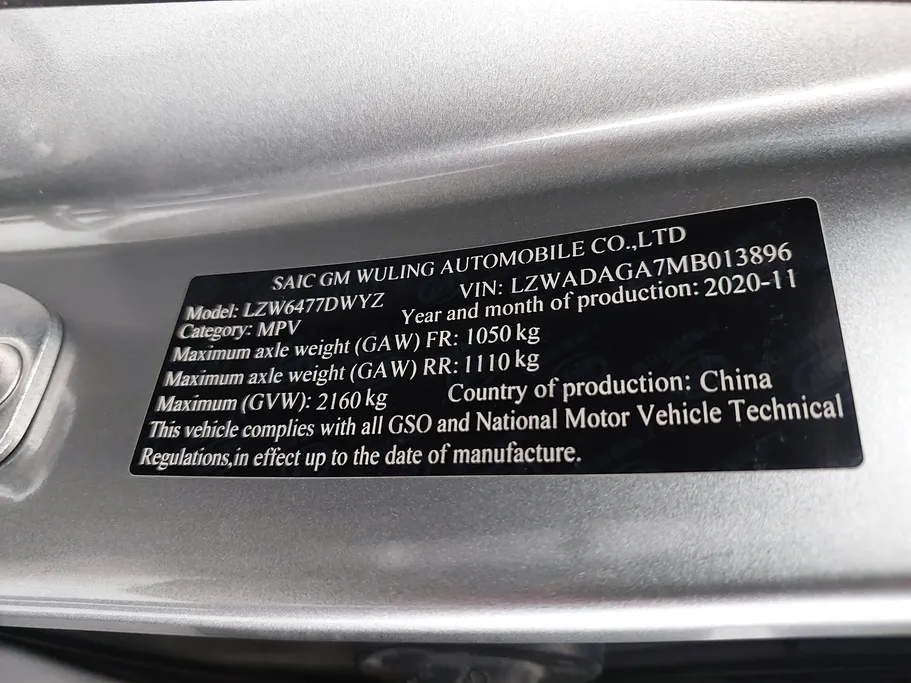 SAIC GM WULING AUTOMOBILE CO.,LTD
Model: LZW6477DWYZ VIN: LZWADAGA7MB013896
Category: MPV Year and month of production: 2020-11
Maximum axle weight (GAW) FR: 1050 kg
Maximum axle weight (GAW) RR: 1110 kg
Maximum (GVW): 2160 kg Country of production: China
This vehicle complies with all GSO and National Motor Vehicle Technical
Regulations,in effect up to the date of manufacture.